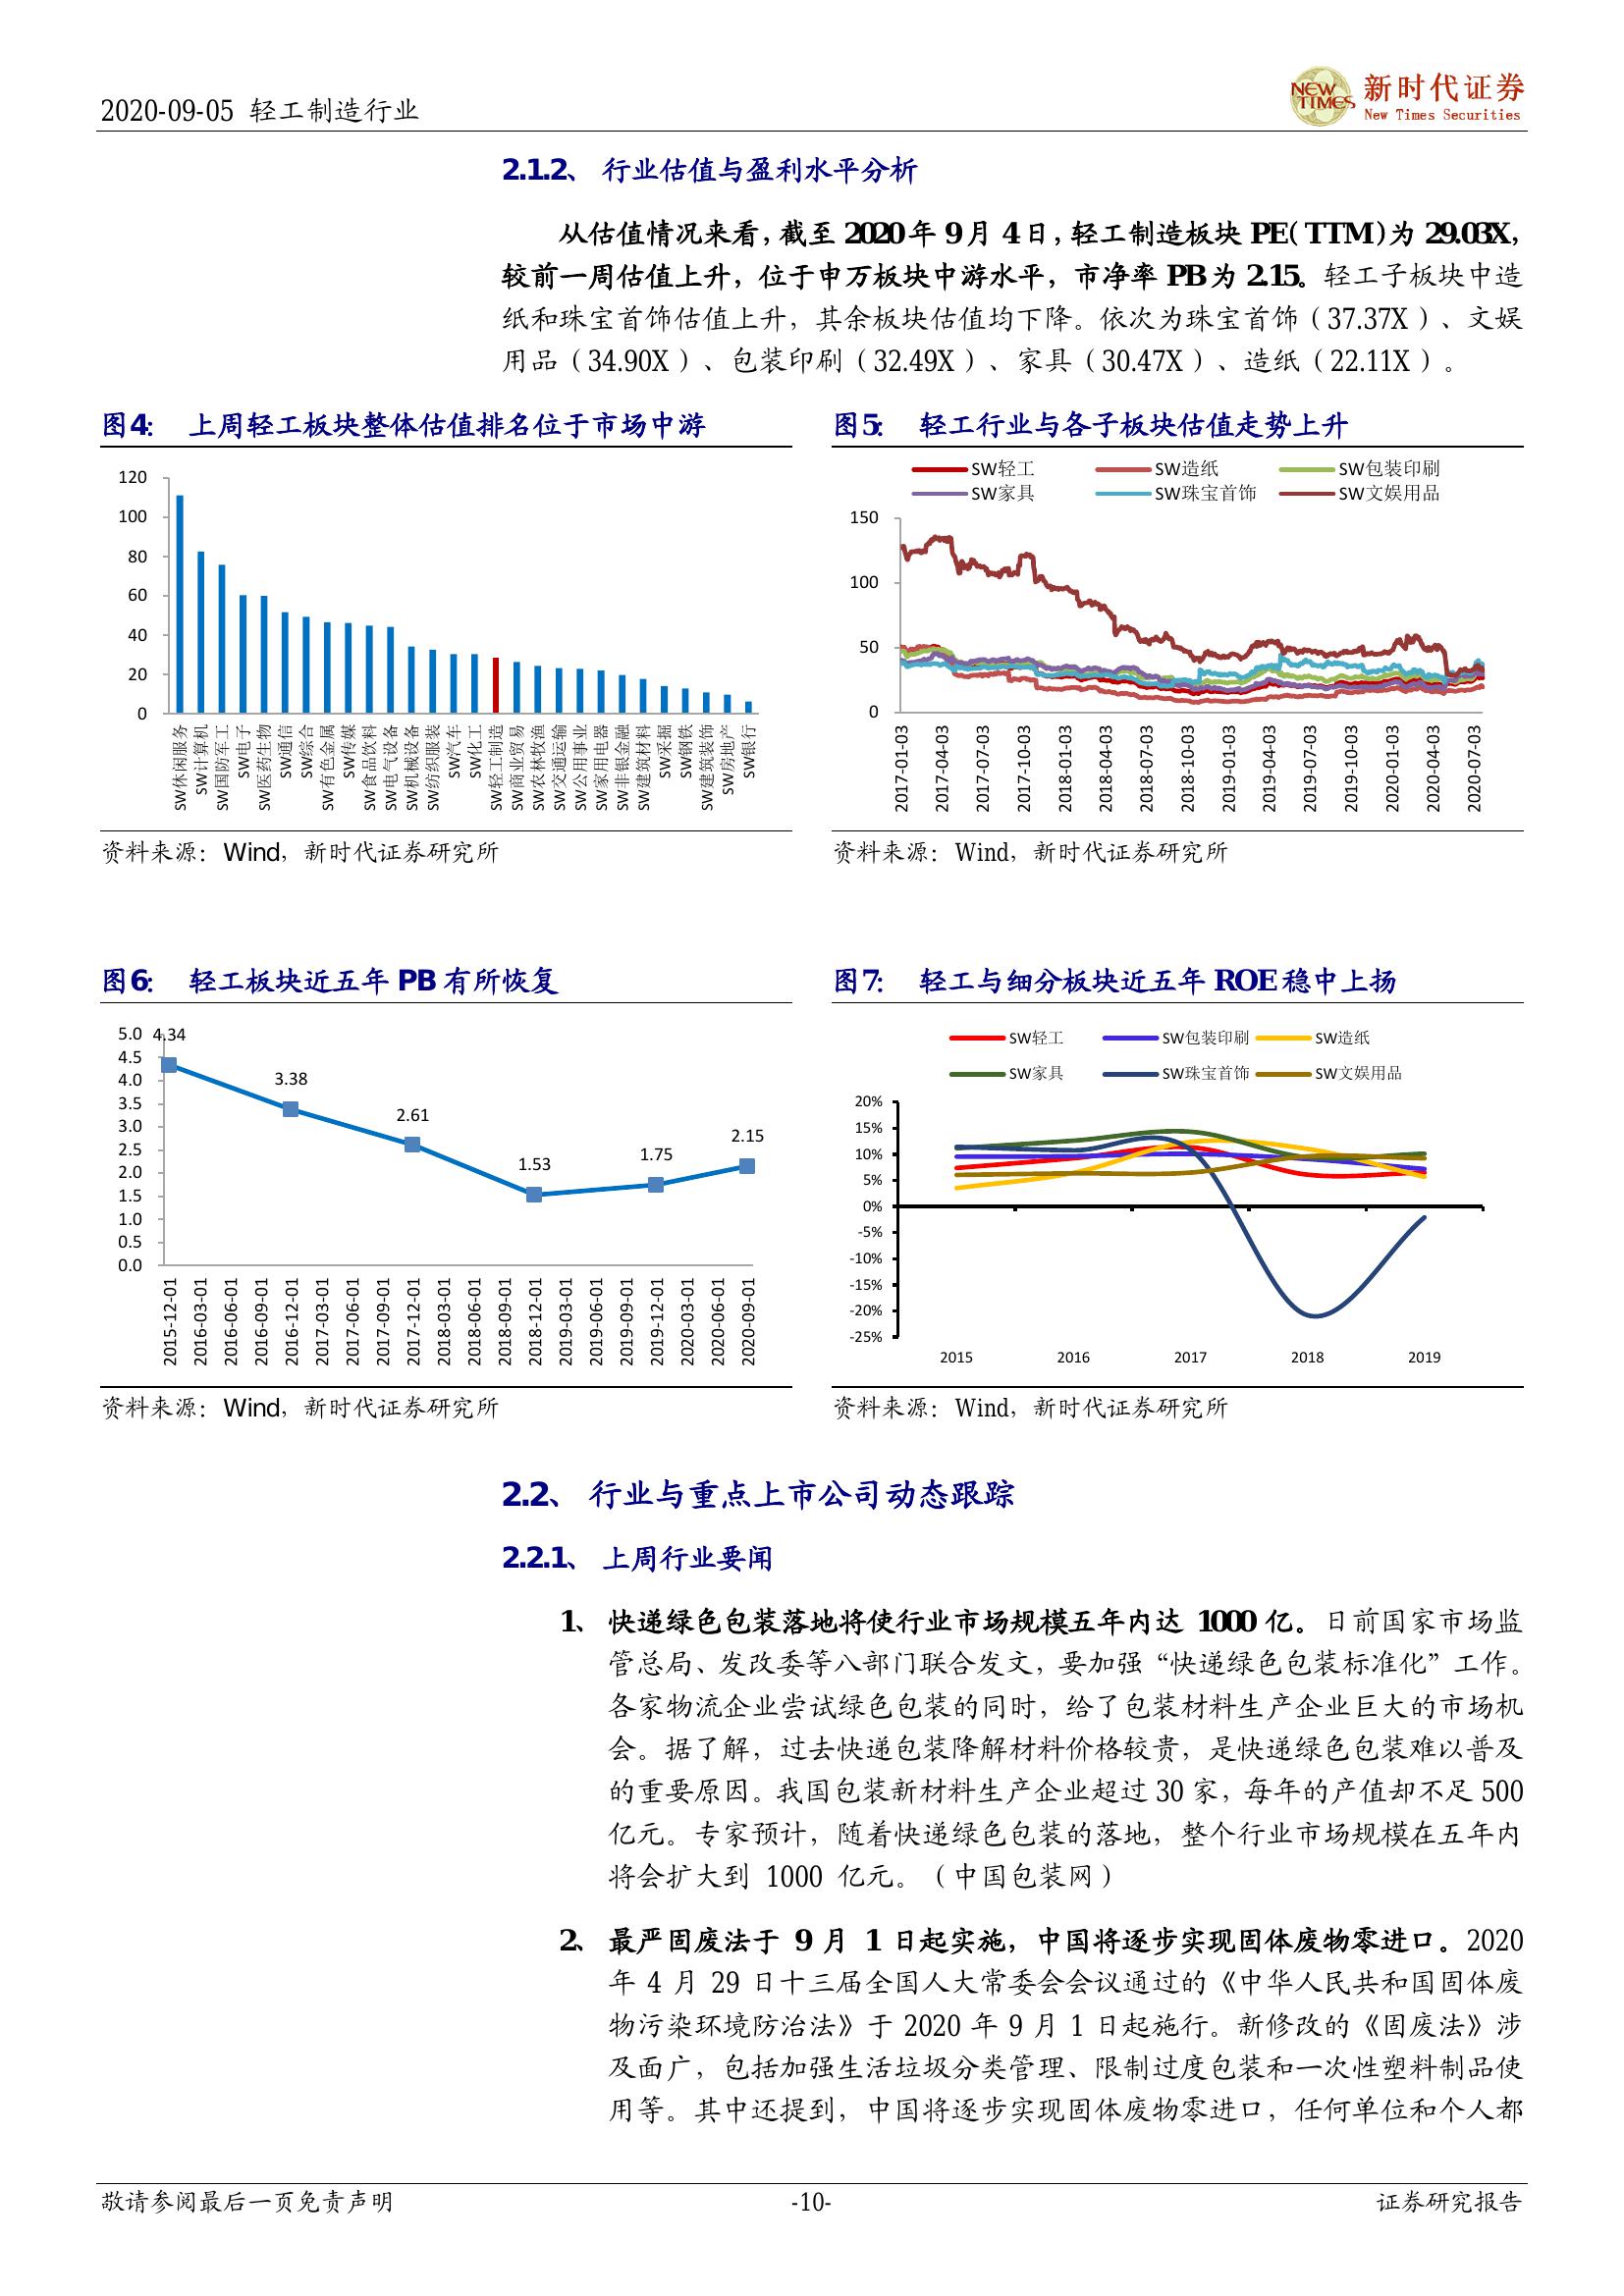 2020-09-05 轻工制造行业
NEW TIMES 新时代证券
New Times Securities
2.1.2、 行业估值与盈利水平分析
从估值情况来看，截至 2020 年 9 月 4 日，轻工制造板块 PE（TTM）为 29.03X，
较前一周估值上升，位于申万板块中游水平，市净率 PB 为 2.15。轻工子板块中造
纸和珠宝首饰估值上升，其余板块估值均下降。依次为珠宝首饰（37.37X）、文娱
用品（34.90X）、包装印刷（32.49X）、家具（30.47X）、造纸（22.11X）。
图4： 上周轻工板块整体估值排名位于市场中游
120
100
80
60
40
20
0
SW休闲服务 SW计算机 SW国防军工 SW电子 SW医药生物 SW通信 SW综合 SW有色金属 SW传媒 SW食品饮料 SW电气设备 SW机械设备 SW纺织服装 SW汽车 SW化工 SW轻工制造 SW商业贸易 SW农林牧渔 SW交通运输 SW公用事业 SW家用电器 SW非银金融 SW建筑材料 SW采掘 SW钢铁 SW建筑装饰 SW房地产 SW银行
资料来源：Wind，新时代证券研究所
图5： 轻工行业与各子板块估值走势上升
SW轻工 SW造纸 SW包装印刷
SW家具 SW珠宝首饰 SW文娱用品
150
100
50
0
2017-01-03 2017-04-03 2017-07-03 2017-10-03 2018-01-03 2018-04-03 2018-07-03 2018-10-03 2019-01-03 2019-04-03 2019-07-03 2019-10-03 2020-01-03 2020-04-03 2020-07-03
资料来源：Wind，新时代证券研究所
图6： 轻工板块近五年 PB 有所恢复
5.0
4.5
4.0
3.5
3.0
2.5
2.0
1.5
1.0
0.5
0.0
4.34 3.38 2.61 1.53 1.75 2.15
2015-12-01 2016-03-01 2016-06-01 2016-09-01 2016-12-01 2017-03-01 2017-06-01 2017-09-01 2017-12-01 2018-03-01 2018-06-01 2018-09-01 2018-12-01 2019-03-01 2019-06-01 2019-09-01 2019-12-01 2020-03-01 2020-06-01 2020-09-01
资料来源：Wind，新时代证券研究所
图7： 轻工与细分板块近五年 ROE 稳中上扬
SW轻工 SW包装印刷 SW造纸
SW家具 SW珠宝首饰 SW文娱用品
20%
15%
10%
5%
0%
-5%
-10%
-15%
-20%
-25%
2015 2016 2017 2018 2019
资料来源：Wind，新时代证券研究所
2.2、 行业与重点上市公司动态跟踪
2.2.1、 上周行业要闻
1、 快递绿色包装落地将使行业市场规模五年内达 1000 亿。日前国家市场监
管总局、发改委等八部门联合发文，要加强“快递绿色包装标准化”工作。
各家物流企业尝试绿色包装的同时，给了包装材料生产企业巨大的市场机
会。据了解，过去快递包装降解材料价格较贵，是快递绿色包装难以普及
的重要原因。我国包装新材料生产企业超过 30 家，每年的产值却不足 500
亿元。专家预计，随着快递绿色包装的落地，整个行业市场规模在五年内
将会扩大到 1000 亿元。（中国包装网）
2、 最严固废法于 9 月 1 日起实施，中国将逐步实现固体废物零进口。2020
年 4 月 29 日十三届全国人大常委会会议通过的《中华人民共和国固体废
物污染环境防治法》于 2020 年 9 月 1 日起施行。新修改的《固废法》涉
及面广，包括加强生活垃圾分类管理、限制过度包装和一次性塑料制品使
用等。其中还提到，中国将逐步实现固体废物零进口，任何单位和个人都
敬请参阅最后一页免责声明 -10- 证券研究报告